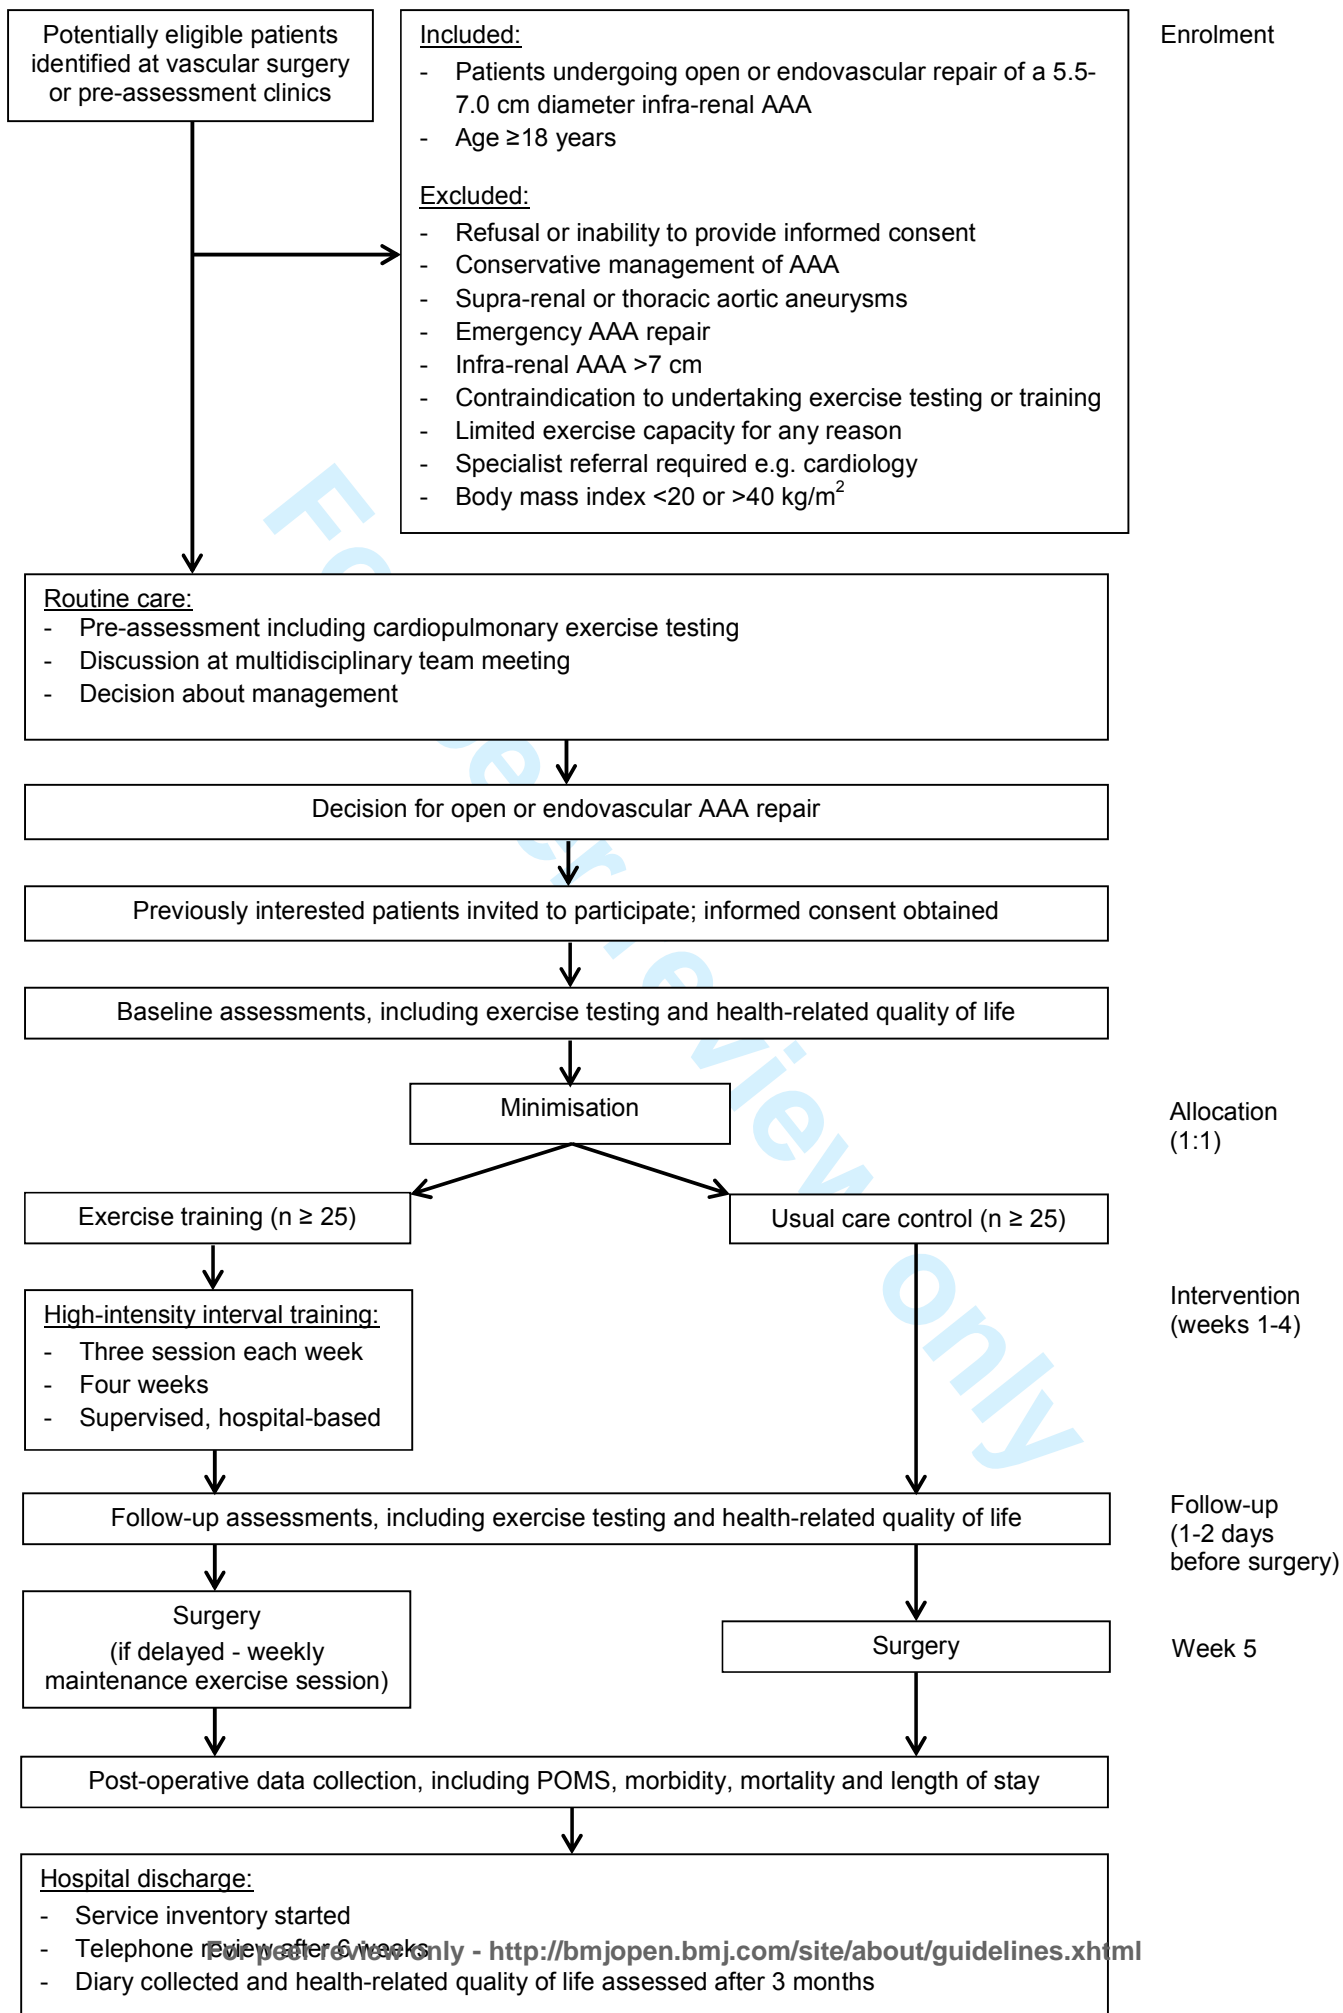 Potentially eligible patients
identified at vascular surgery
or pre-assessment clinics
Included:
- Patients undergoing open or endovascular repair of a 5.5-
7.0 cm diameter infra-renal AAA
- Age ≥18 years
Excluded:
- Refusal or inability to provide informed consent
- Conservative management of AAA
- Supra-renal or thoracic aortic aneurysms
- Emergency AAA repair
- Infra-renal AAA >7 cm
- Contraindication to undertaking exercise testing or training
- Limited exercise capacity for any reason
- Specialist referral required e.g. cardiology
- Body mass index <20 or >40 kg/m²
Enrolment
Routine care:
- Pre-assessment including cardiopulmonary exercise testing
- Discussion at multidisciplinary team meeting
- Decision about management
Decision for open or endovascular AAA repair
Previously interested patients invited to participate; informed consent obtained
Baseline assessments, including exercise testing and health-related quality of life
Minimisation
Allocation
(1:1)
Exercise training (n ≥ 25)
Usual care control (n ≥ 25)
High-intensity interval training:
- Three session each week
- Four weeks
- Supervised, hospital-based
Intervention
(weeks 1-4)
Follow-up assessments, including exercise testing and health-related quality of life
Follow-up
(1-2 days
before surgery)
Surgery
(if delayed - weekly
maintenance exercise session)
Surgery
Week 5
Post-operative data collection, including POMS, morbidity, mortality and length of stay
Hospital discharge:
- Service inventory started
- Telephone review after 6 weeks
- Diary collected and health-related quality of life assessed after 3 months
For peer review only - http://bmjopen.bmj.com/site/about/guidelines.xhtml
For peer review only